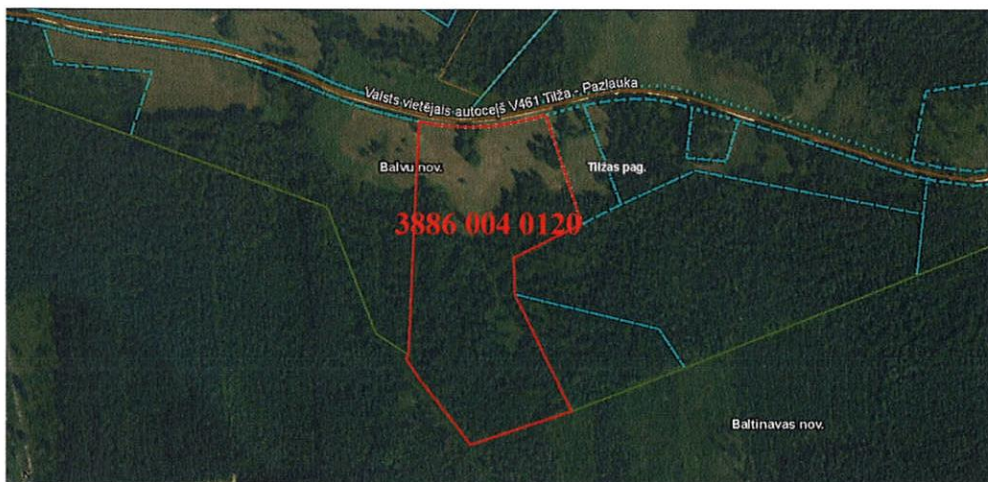 Valsts vietējais autoceļš V461 Tilža - Pazlauka
Balvu nov.
Tilžas pag.
3886 004 0120
Baltinavas nov.